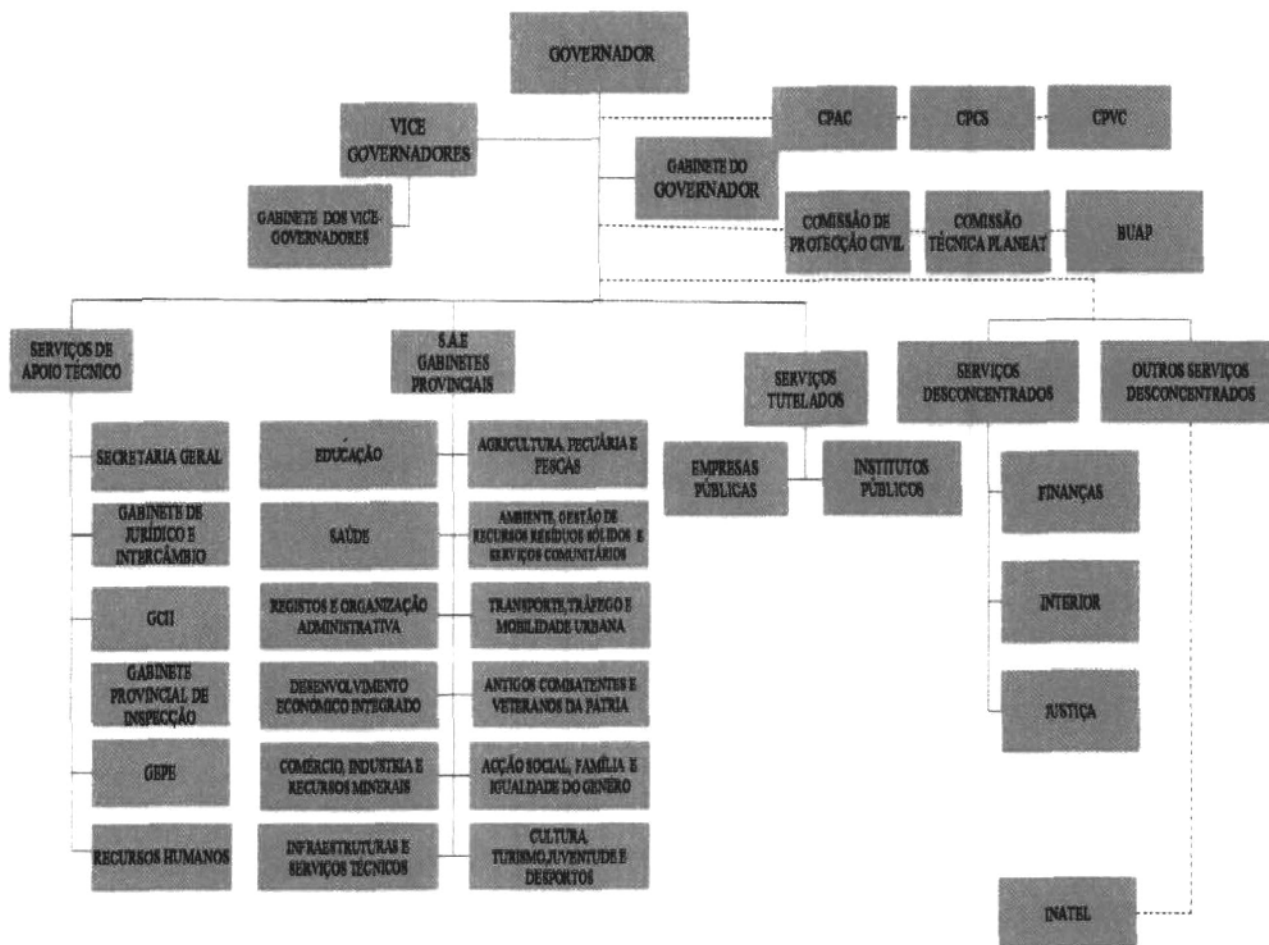 GOVERNADOR
VICE
GOVERNADORES
CPAC
CPCS
CPVC
GABINETE DO
GOVERNADOR
GABINETE DOS VICE-
GOVERNADORES
COMISSÃO DE
PROTECÇÃO CIVIL
COMISSÃO
TÉCNICA PLANEAT
BUAP
SERVIÇOS DE
APOIO TÉCNICO
S.A.E
GABINETES
PROVINCIAIS
SERVIÇOS
TUTELADOS
SERVIÇOS
DESCONCENTRADOS
OUTROS SERVIÇOS
DESCONCENTRADOS
SECRETARIA GERAL
GABINETE DE
JURÍDICO E
INTERCÂMBIO
GCII
GABINETE
PROVINCIAL DE
INSPECÇÃO
GEPE
RECURSOS HUMANOS
EDUCAÇÃO
SAÚDE
REGISTOS E ORGANIZAÇÃO
ADMINISTRATIVA
DESENVOLVIMENTO
ECONÓMICO INTEGRADO
COMÉRCIO, INDUSTRIA E
RECURSOS MINERAIS
INFRAESTRUTURAS E
SERVIÇOS TÉCNICOS
AGRICULTURA, PECUÁRIA E
PESCAS
AMBIENTE, GESTÃO DE
RECURSOS RESÍDUOS SÓLIDOS E
SERVIÇOS COMUNITÁRIOS
TRANSPORTE, TRÁFEGO E
MOBILIDADE URBANA
ANTIGOS COMBATENTES E
VETERANOS DA PATRIA
ACÇÃO SOCIAL, FAMÍLIA E
IGUALDADE DO GENÉRO
CULTURA,
TURISMO,JUVENTUDE E
DESPORTOS
EMPRESAS
PÚBLICAS
INSTITUTOS
PÚBLICOS
FINANÇAS
INTERIOR
JUSTIÇA
INATEL